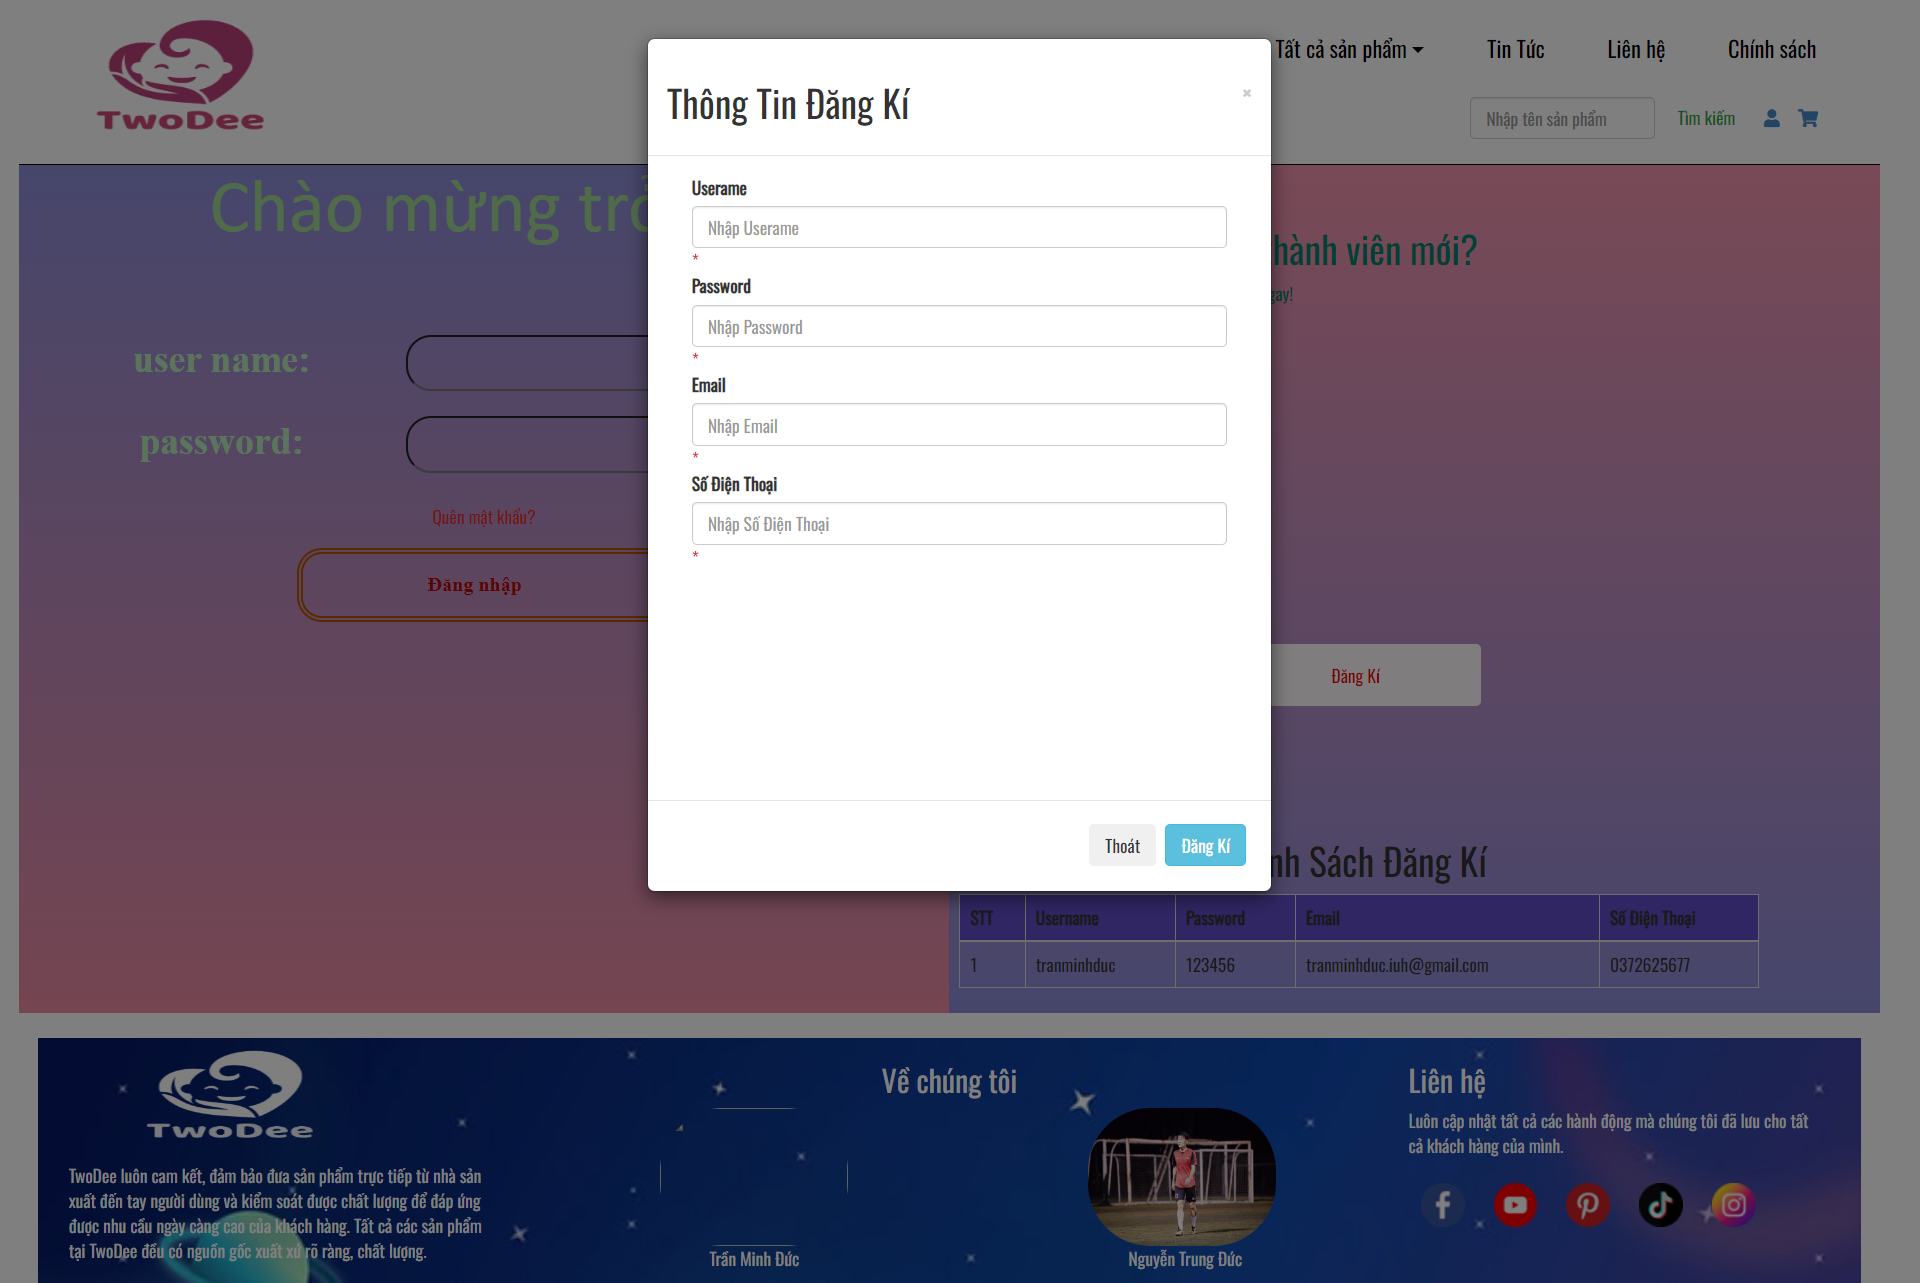 TwoDee
Tất cả sản phẩm
Tin Tức
Liên hệ
Chính sách
Nhập tên sản phẩm
Tìm kiếm
Thông Tin Đăng Kí
×
Userame
Nhập Userame
*
Password
Nhập Password
*
Email
Nhập Email
*
Số Điện Thoại
Nhập Số Điện Thoại
*
Thoát
Đăng Kí
Chào mừng
user name:
password:
Quên mật khẩu?
Đăng nhập
viên mới?
Đăng Kí
Sách Đăng Kí
STT Username Password Email Số Điện Thoại
1 tranminhduc 123456 tranminhduc.iuh@gmail.com 0372625677
TwoDee
TwoDee luôn cam kết, đảm bảo đưa sản phẩm trực tiếp từ nhà sản
xuất đến tay người dùng và kiểm soát được chất lượng để đáp ứng
được nhu cầu ngày càng cao của khách hàng. Tất cả các sản phẩm
tại TwoDee đều có nguồn gốc xuất xứ rõ ràng, chất lượng.
Về chúng tôi
Trần Minh Đức
Nguyễn Trung Đức
Liên hệ
Luôn cập nhật tất cả các hành động mà chúng tôi đã lưu cho tất
cả khách hàng của mình.